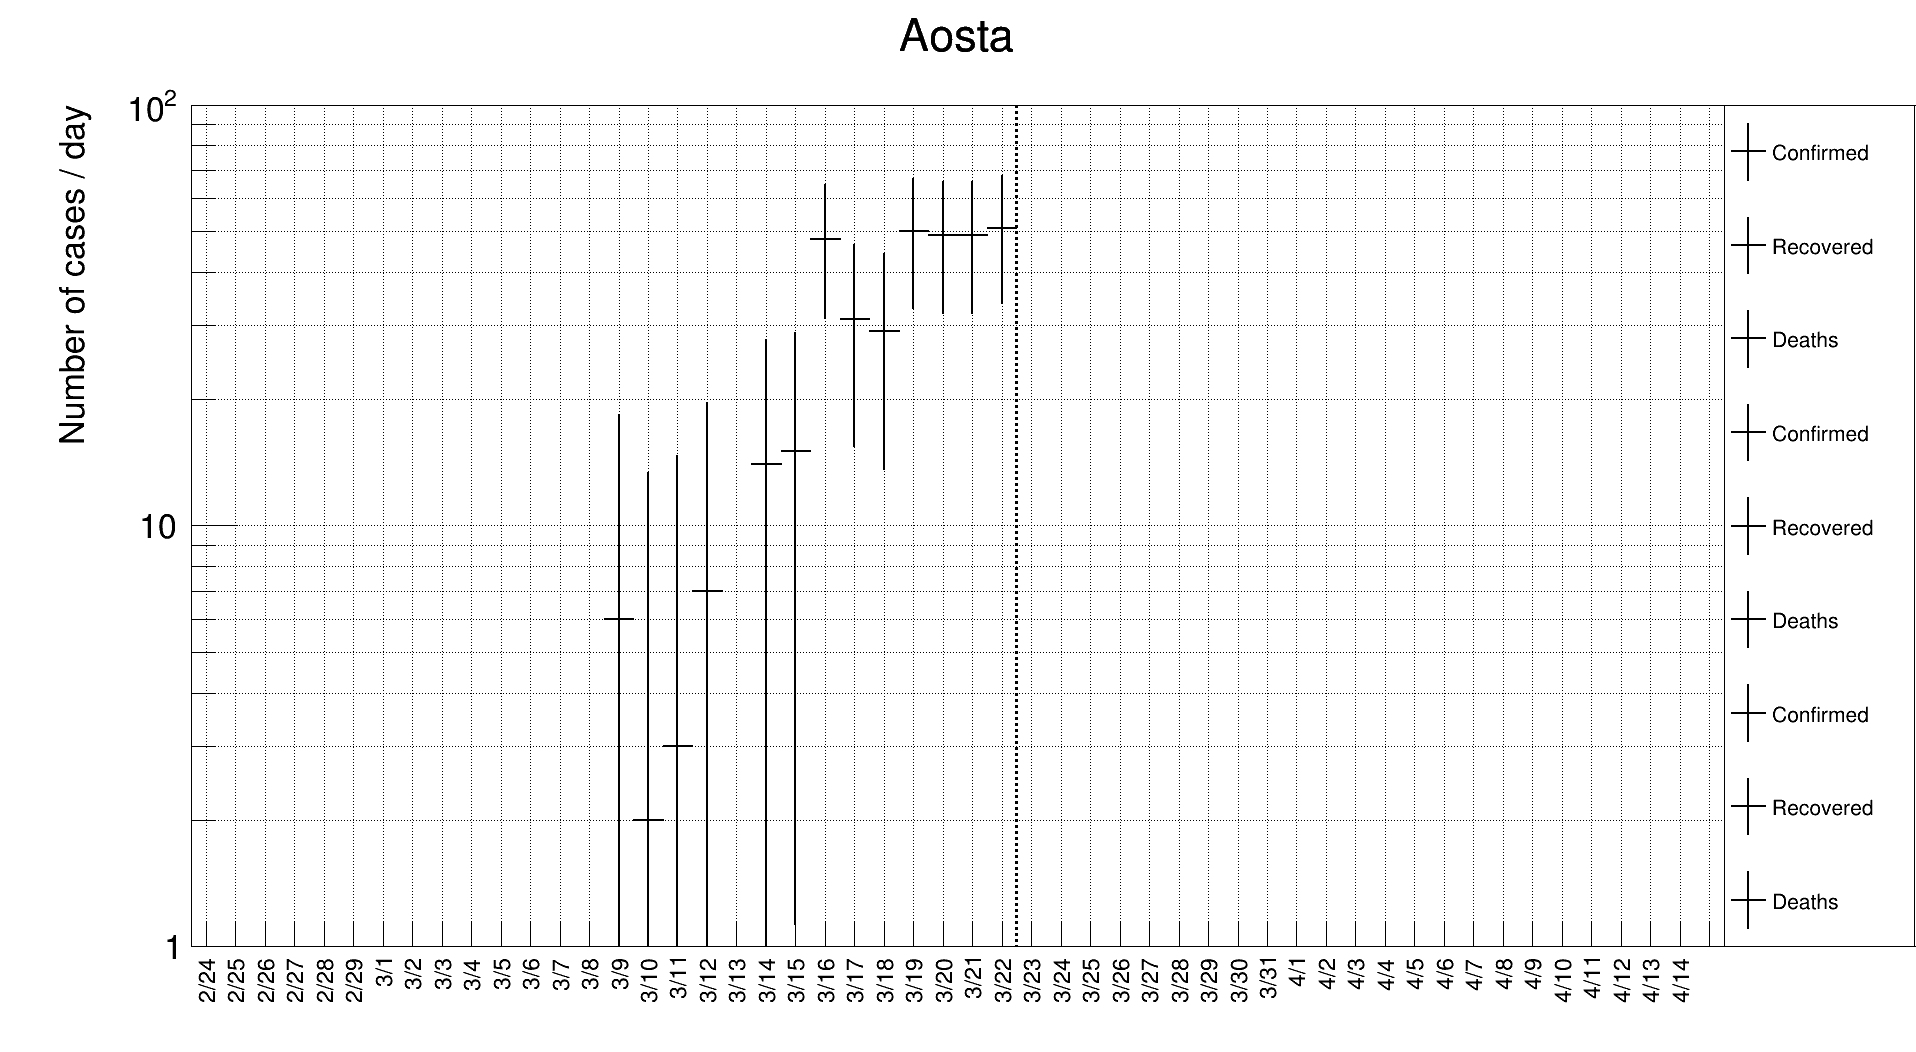 Aosta
Number of cases / day
10²
10
1
2/24 2/25 2/26 2/27 2/28 2/29 3/1 3/2 3/3 3/4 3/5 3/6 3/7 3/8 3/9 3/10 3/11 3/12 3/13 3/14 3/15 3/16 3/17 3/18 3/19 3/20 3/21 3/22 3/23 3/24 3/25 3/26 3/27 3/28 3/29 3/30 3/31 4/1 4/2 4/3 4/4 4/5 4/6 4/7 4/8 4/9 4/10 4/11 4/12 4/13 4/14
Confirmed
Recovered
Deaths
Confirmed
Recovered
Deaths
Confirmed
Recovered
Deaths